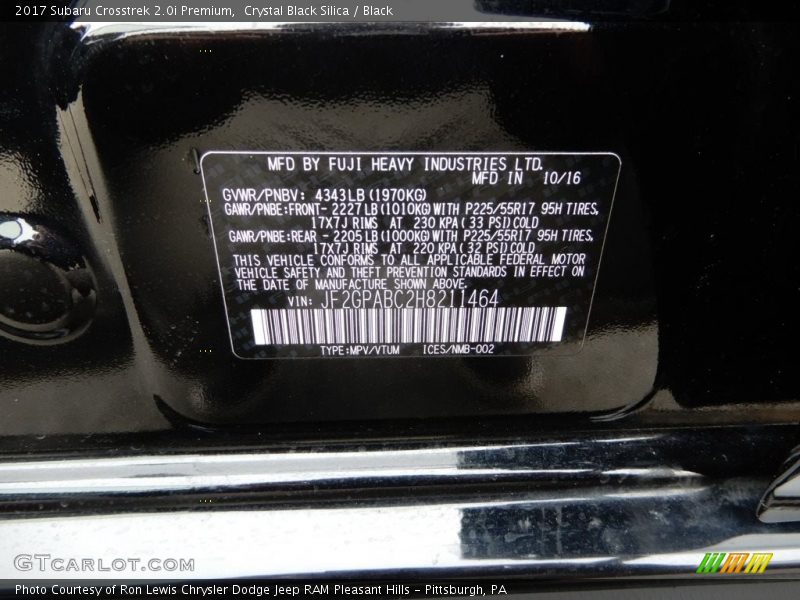 2017 Subaru Crosstrek 2.0i Premium,  Crystal Black Silica / Black
MFD BY FUJI HEAVY INDUSTRIES LTD.
MFD IN 10/16
GVWR/PNBV: 4343LB (1970KG)
GAWR/PNBE:FRONT- 2227 LB (1010KG) WITH P225/55R17 95H TIRES,
17X7J RIMS AT 230 KPA ( 33 PSI) COLD
GAWR/PNBE:REAR - 2205 LB (1000KG) WITH P225/55R17 95H TIRES,
17X7J RIMS AT 220 KPA ( 32 PSI) COLD
THIS VEHICLE CONFORMS TO ALL APPLICABLE FEDERAL MOTOR
VEHICLE SAFETY AND THEFT PREVENTION STANDARDS IN EFFECT ON
THE DATE OF MANUFACTURE SHOWN ABOVE.
VIN: JF2GPABC2H8211464
TYPE:MPV/VTUM ICES/NMB-002
GTCARLOT.COM
Photo Courtesy of Ron Lewis Chrysler Dodge Jeep RAM Pleasant Hills - Pittsburgh, PA